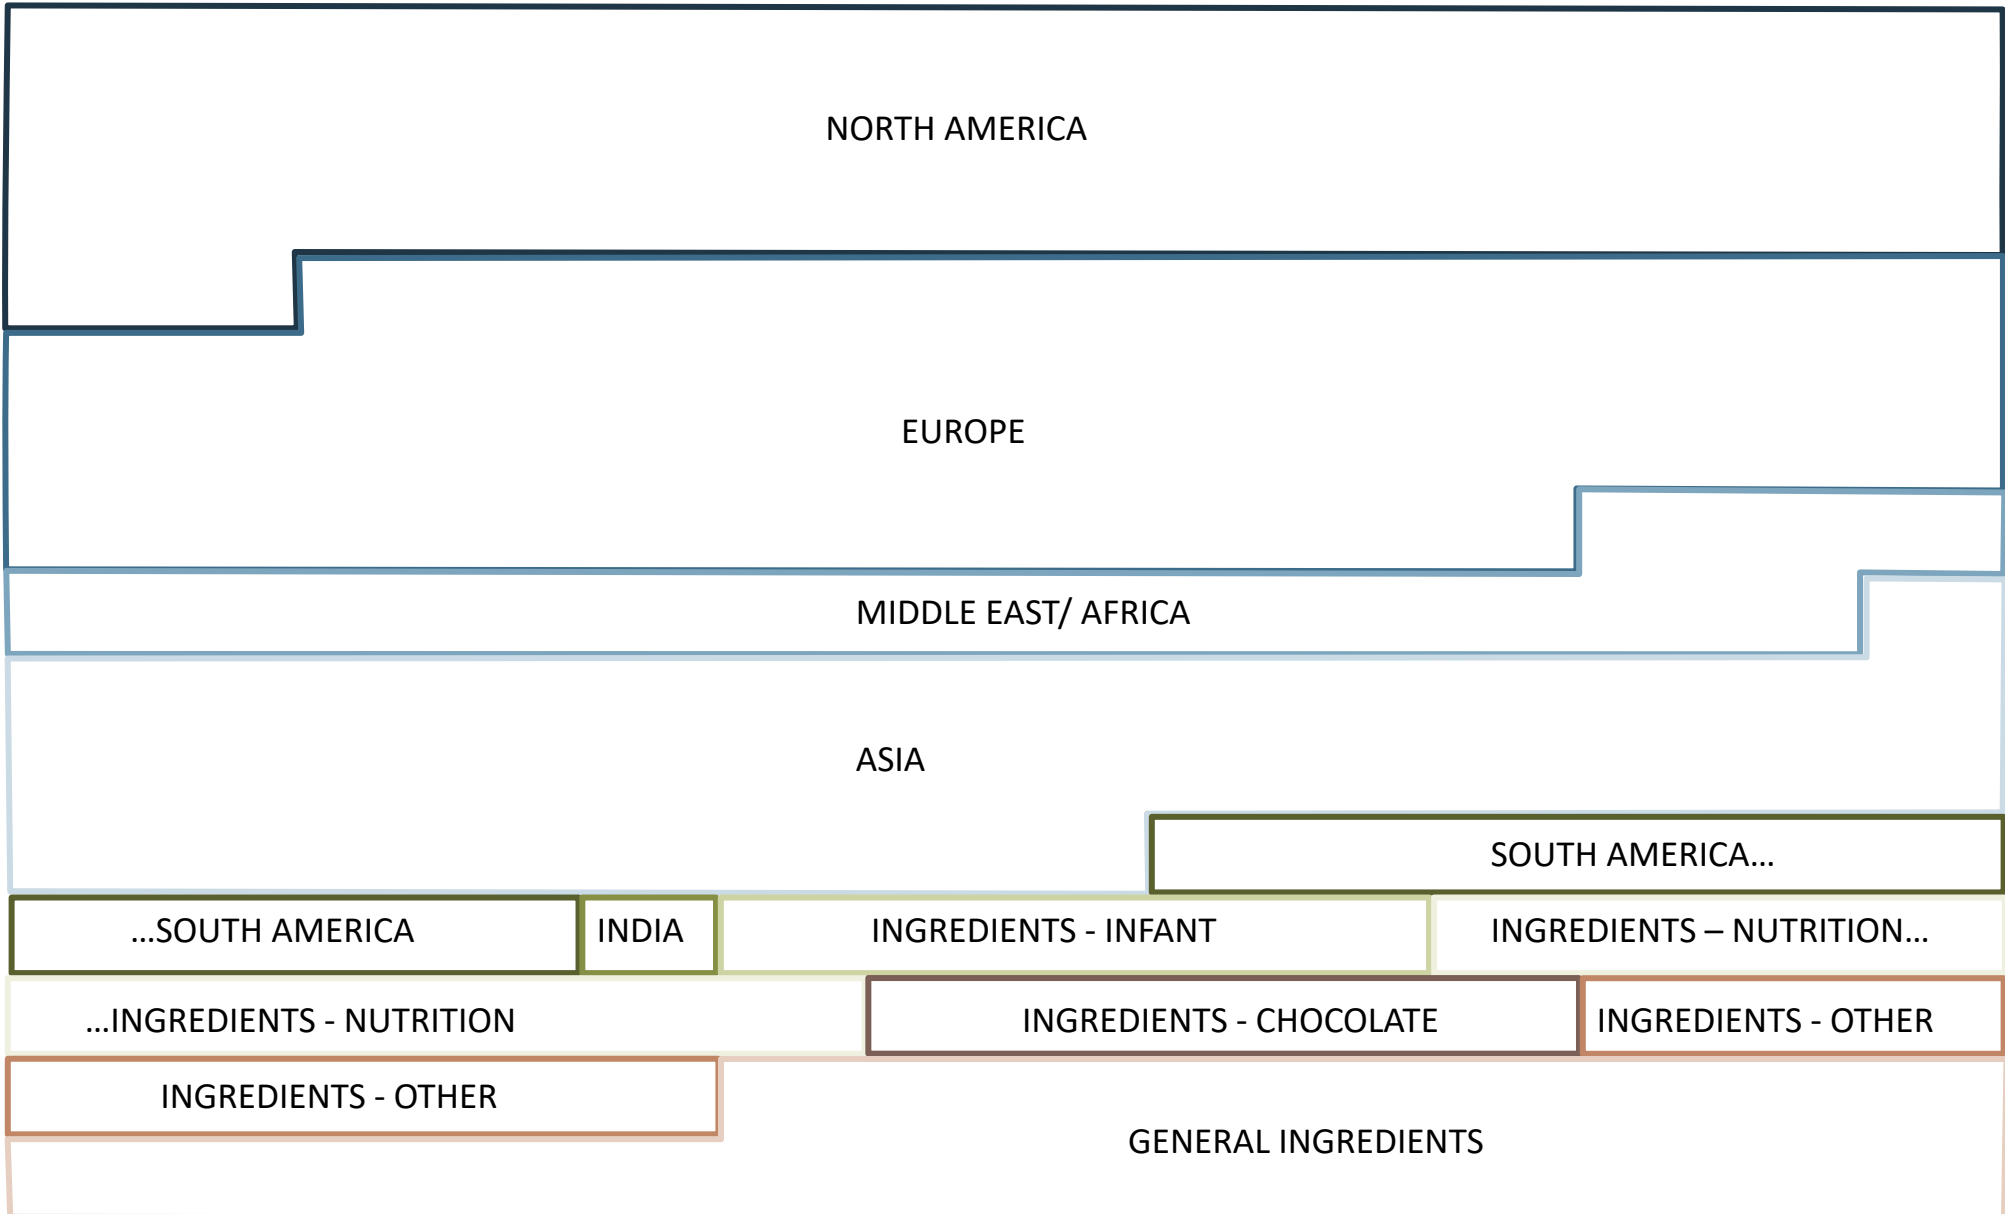 NORTH AMERICA
EUROPE
MIDDLE EAST/ AFRICA
ASIA
SOUTH AMERICA...
...SOUTH AMERICA
INDIA
INGREDIENTS - INFANT
INGREDIENTS – NUTRITION...
...INGREDIENTS - NUTRITION
INGREDIENTS - CHOCOLATE
INGREDIENTS - OTHER
INGREDIENTS - OTHER
GENERAL INGREDIENTS